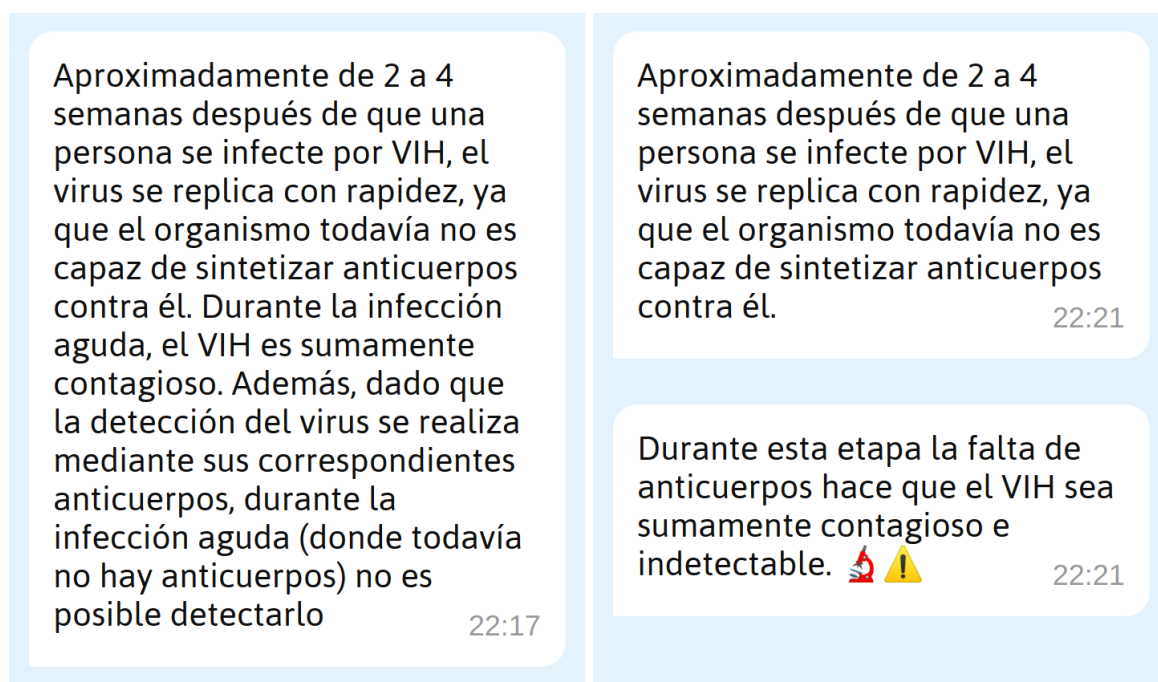 Aproximadamente de 2 a 4
semanas después de que una
persona se infecte por VIH, el
virus se replica con rapidez, ya
que el organismo todavía no es
capaz de sintetizar anticuerpos
contra él. Durante la infección
aguda, el VIH es sumamente
contagioso. Además, dado que
la detección del virus se realiza
mediante sus correspondientes
anticuerpos, durante la
infección aguda (donde todavía
no hay anticuerpos) no es
posible detectarlo
22:17
Aproximadamente de 2 a 4
semanas después de que una
persona se infecte por VIH, el
virus se replica con rapidez, ya
que el organismo todavía no es
capaz de sintetizar anticuerpos
contra él.
22:21
Durante esta etapa la falta de
anticuerpos hace que el VIH sea
sumamente contagioso e
indetectable. 🔬⚠️
22:21